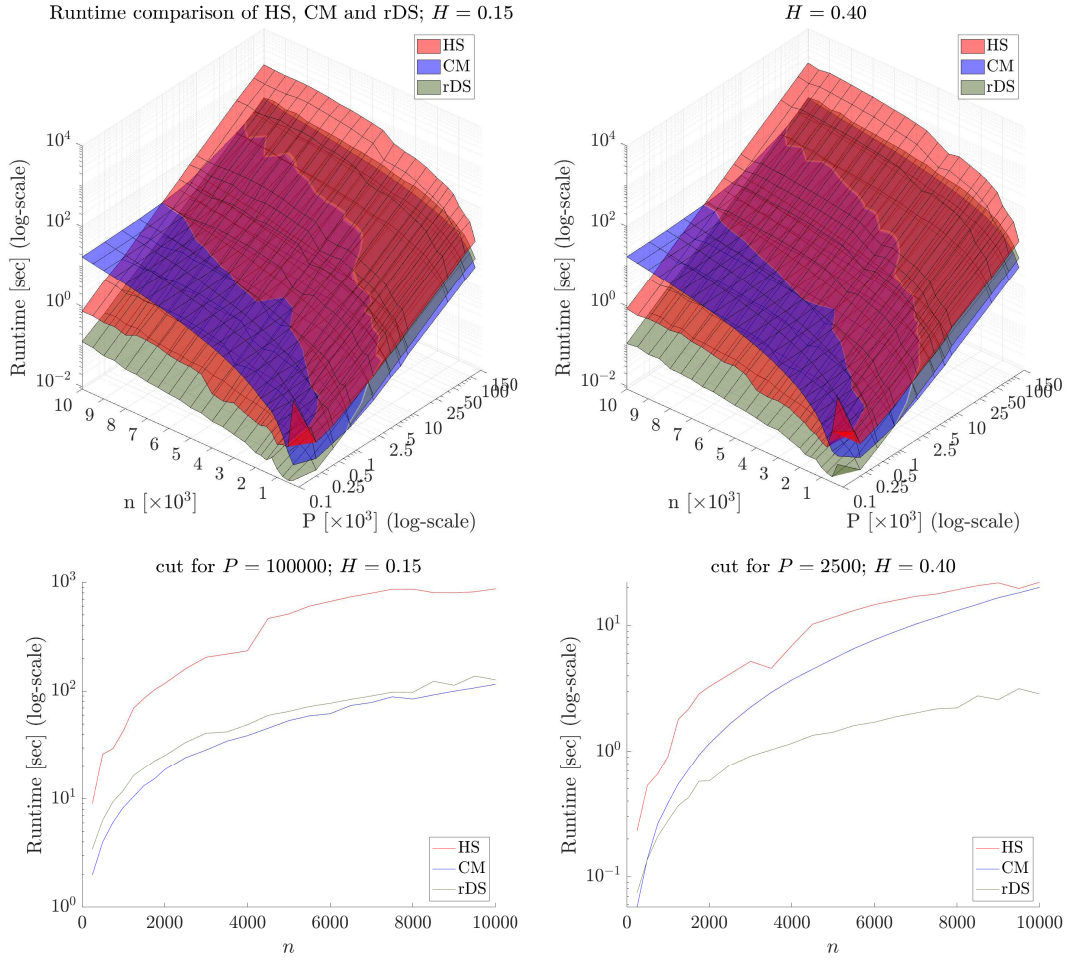 Runtime comparison of HS, CM and rDS; H = 0.15
HS
CM
rDS
Runtime [sec] (log-scale)
10^4
10^2
10^0
10^-2
10
9
8
7
6
5
4
3
2
1
n [×10^3]
0.1
0.25
0.5
1
2.5
5
10
25
50
100
150
P [×10^3] (log-scale)
H = 0.40
HS
CM
rDS
Runtime [sec] (log-scale)
10^4
10^2
10^0
10^-2
10
9
8
7
6
5
4
3
2
1
n [×10^3]
0.1
0.25
0.5
1
2.5
5
10
25
50
100
150
P [×10^3] (log-scale)
cut for P = 100000; H = 0.15
Runtime [sec] (log-scale)
10^3
10^2
10^1
10^0
0
2000
4000
6000
8000
10000
n
HS
CM
rDS
cut for P = 2500; H = 0.40
Runtime [sec] (log-scale)
10^1
10^0
10^-1
0
2000
4000
6000
8000
10000
n
HS
CM
rDS